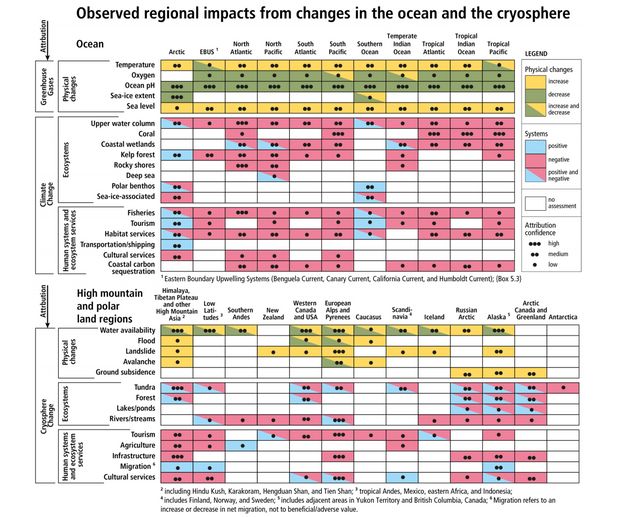 Observed regional impacts from changes in the ocean and the cryosphere
Attribution
Ocean
Arctic
EBUS 1
North Atlantic
North Pacific
South Atlantic
South Pacific
Southern Ocean
Temperate Indian Ocean
Tropical Atlantic
Tropical Indian Ocean
Tropical Pacific
Greenhouse Gases
Physical changes
Temperature
Oxygen
Ocean pH
Sea-ice extent
Sea level
Climate Change
Ecosystems
Upper water column
Coral
Coastal wetlands
Kelp forest
Rocky shores
Deep sea
Polar benthos
Sea-ice-associated
Human systems and ecosystem services
Fisheries
Tourism
Habitat services
Transportation/shipping
Cultural services
Coastal carbon sequestration
1 Eastern Boundary Upwelling Systems (Benguela Current, Canary Current, California Current, and Humboldt Current); (Box 5.3)
LEGEND
Physical changes
increase
decrease
increase and decrease
Systems
positive
negative
positive and negative
no assessment
Attribution confidence
high
medium
low
Attribution
High mountain and polar land regions
Himalaya, Tibetan Plateau and other High Mountain Asia 2
Low Lati-tudes 3
Southern Andes
New Zealand
Western Canada and USA
European Alps and Pyrenees
Caucasus
Scandi-navia 4
Iceland
Russian Arctic
Alaska 5
Arctic Canada and Greenland
Antarctica
Cryosphere Change
Physical changes
Water availability
Flood
Landslide
Avalanche
Ground subsidence
Ecosystems
Tundra
Forest
Lakes/ponds
Rivers/streams
Human systems and ecosystem services
Tourism
Agriculture
Infrastructure
Migration 6
Cultural services
2 including Hindu Kush, Karakoram, Hengduan Shan, and Tien Shan; 3 tropical Andes, Mexico, eastern Africa, and Indonesia;
4 includes Finland, Norway, and Sweden; 5 includes adjacent areas in Yukon Territory and British Columbia, Canada; 6 Migration refers to an
increase or decrease in net migration, not to beneficial/adverse value.